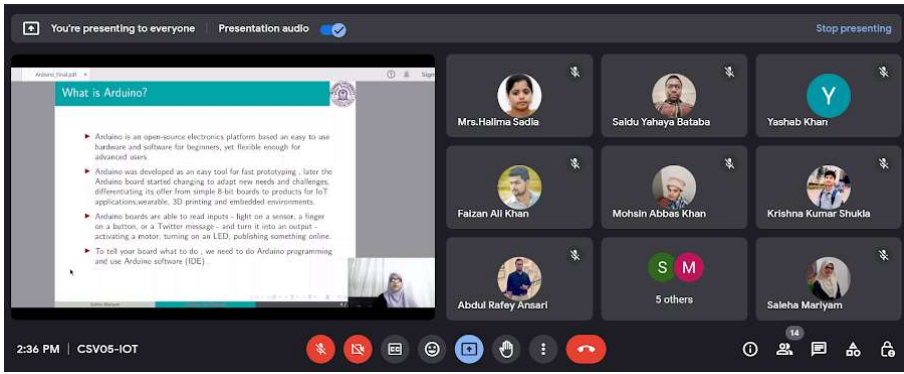 You're presenting to everyone
Presentation audio
Stop presenting
Arduino_Final.pdf
Sign
What is Arduino?
Arduino is an open-source electronics platform based an easy to use
hardware and software for beginners, yet flexible enough for
advanced users.
Arduino was developed as an easy tool for fast prototyping , later the
Arduino board started changing to adapt new needs and challenges,
differentiating its offer from simple 8-bit boards to products for IoT
applications,wearable, 3D printing and embedded environments.
Arduino boards are able to read inputs - light on a sensor, a finger
on a button, or a Twitter message - and turn it into an output -
activating a motor, turning on an LED, publishing something online.
To tell your board what to do , we need to do Arduino programming
and use Arduino software (IDE) .
Mrs.Halima Sadia
Saidu Yahaya Bataba
Y
Yashab Khan
Faizan Ali Khan
Mohsin Abbas Khan
Krishna Kumar Shukla
Abdul Rafey Ansari
S M
5 others
Saleha Mariyam
2:36 PM | CSV05-IOT
CC
14